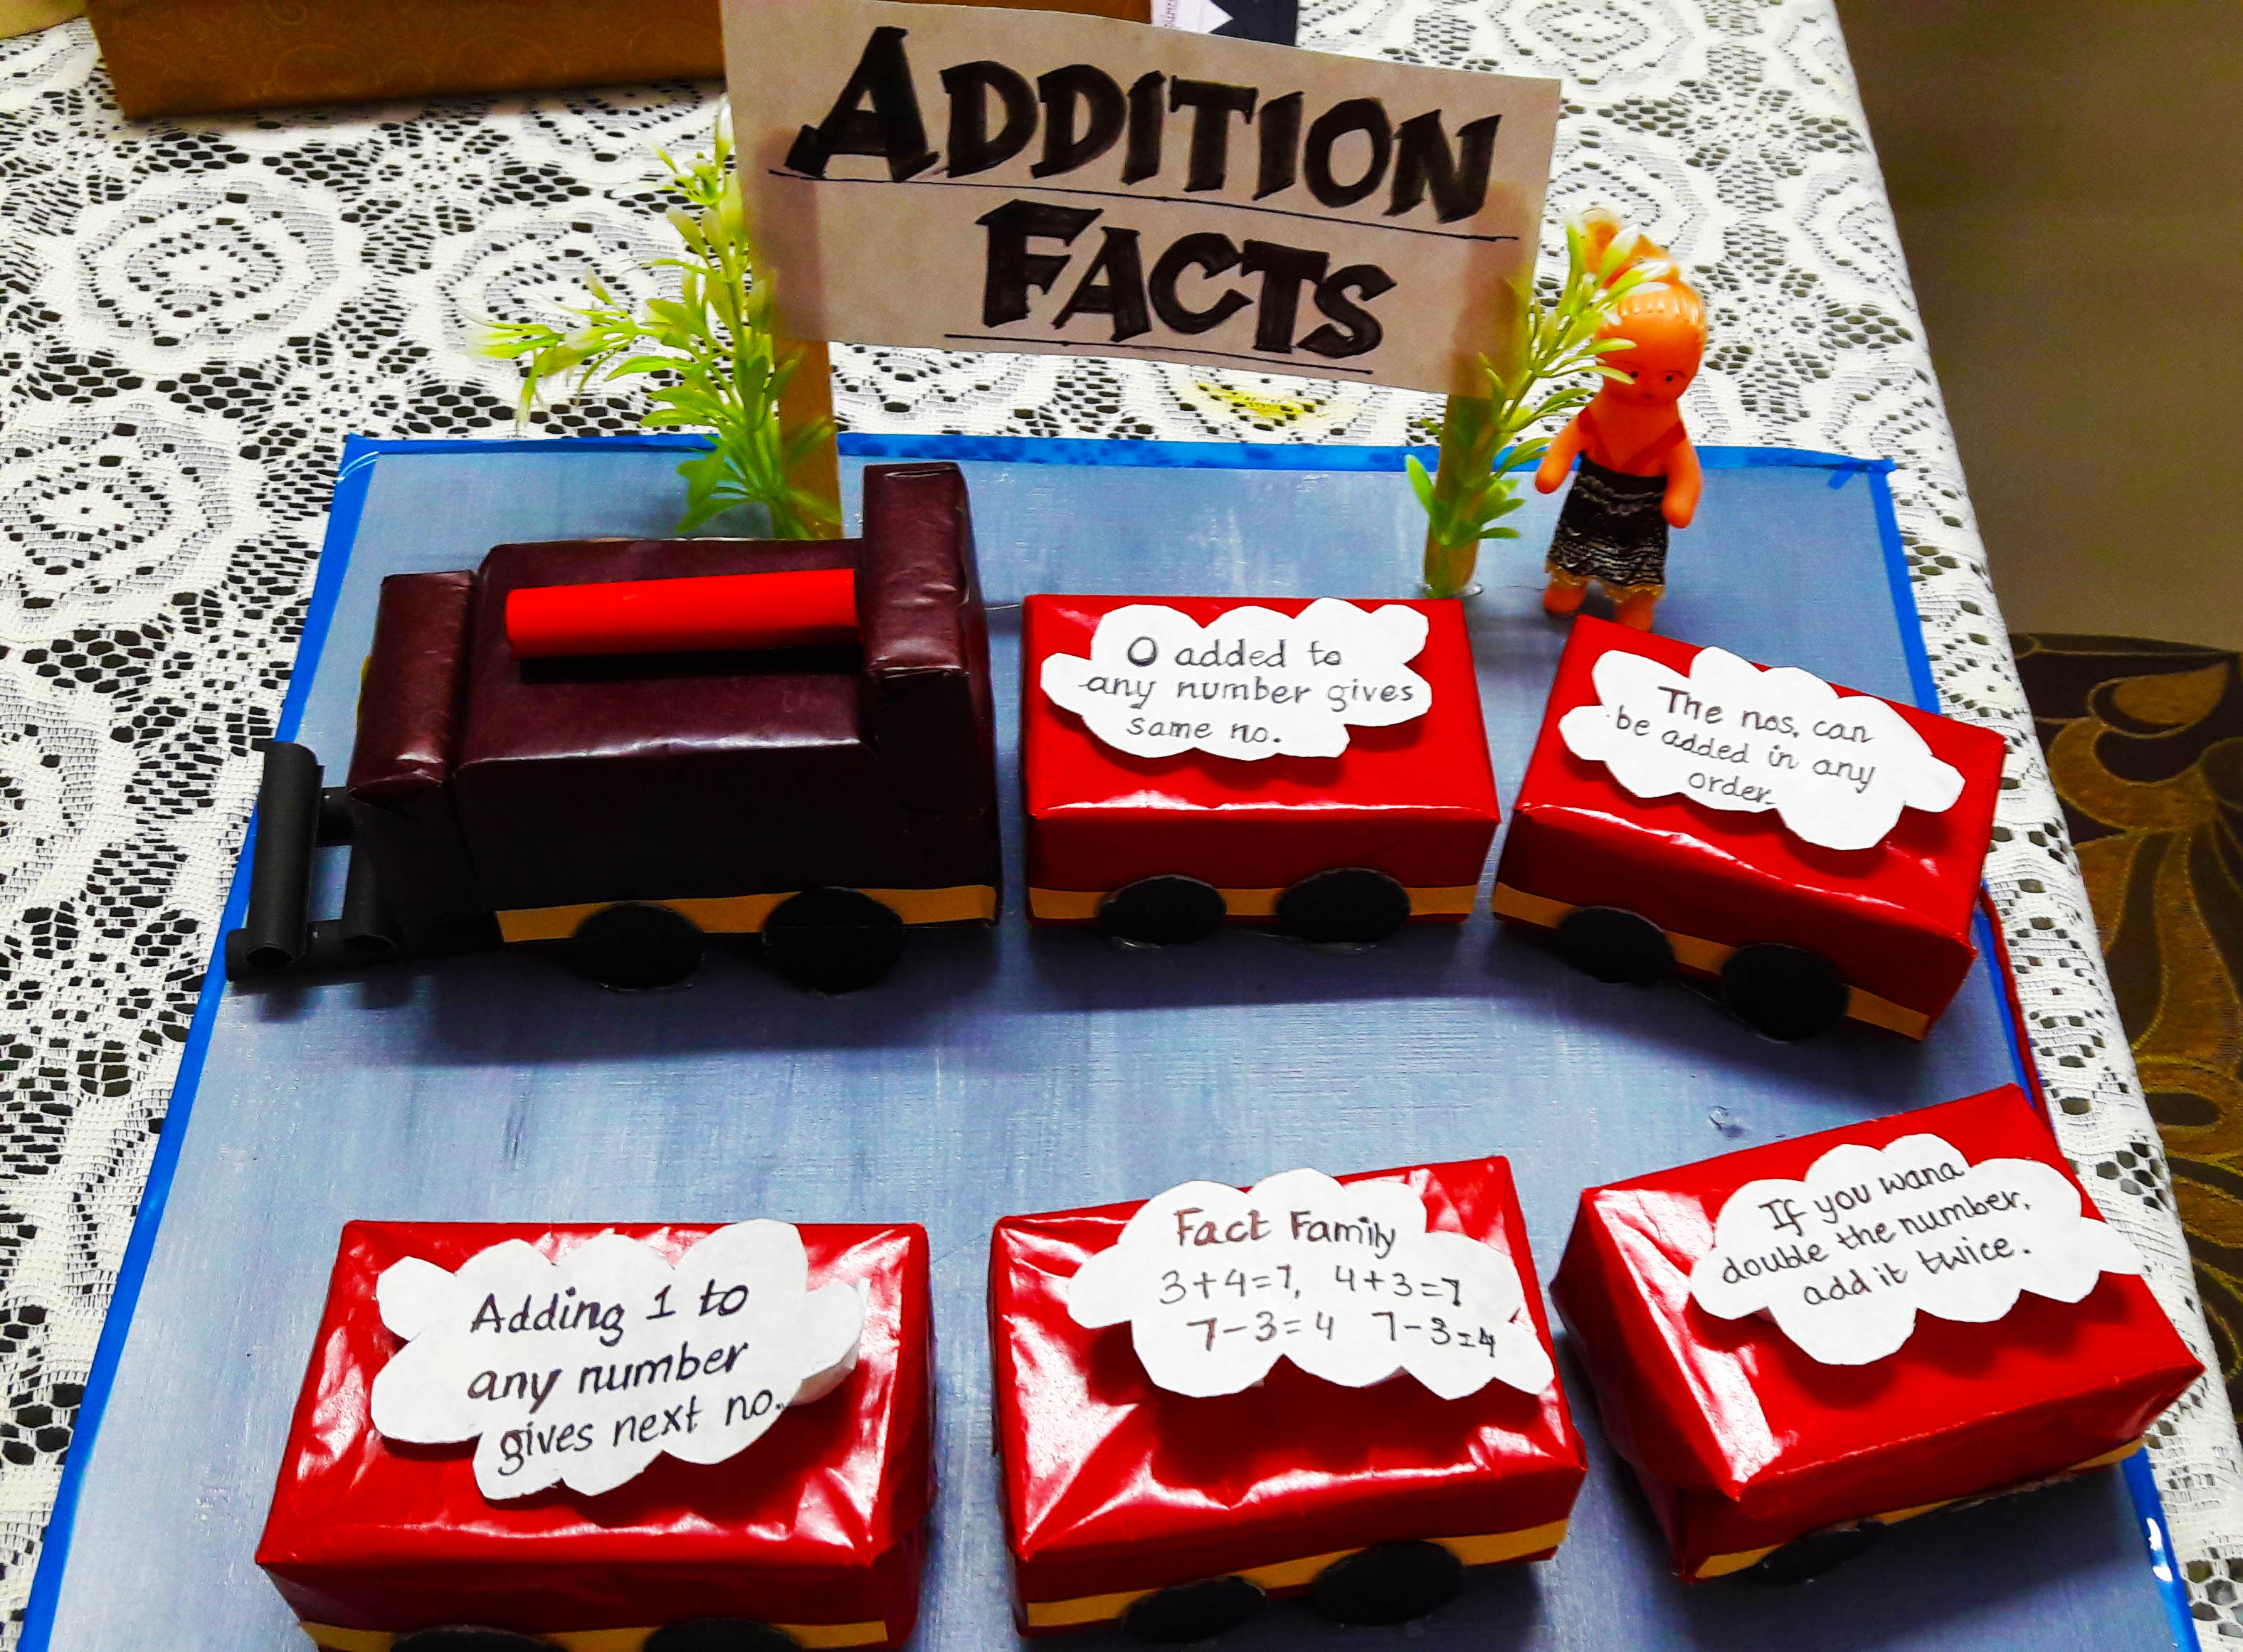 ADDITION
FACTS
0 added to
any number gives
same no.
The nos. can
be added in any
order.
If you wana
double the number,
add it twice.
Fact Family
3+4=7, 4+3=7
7-3=4 7-3=4
Adding 1 to
any number
gives next no.